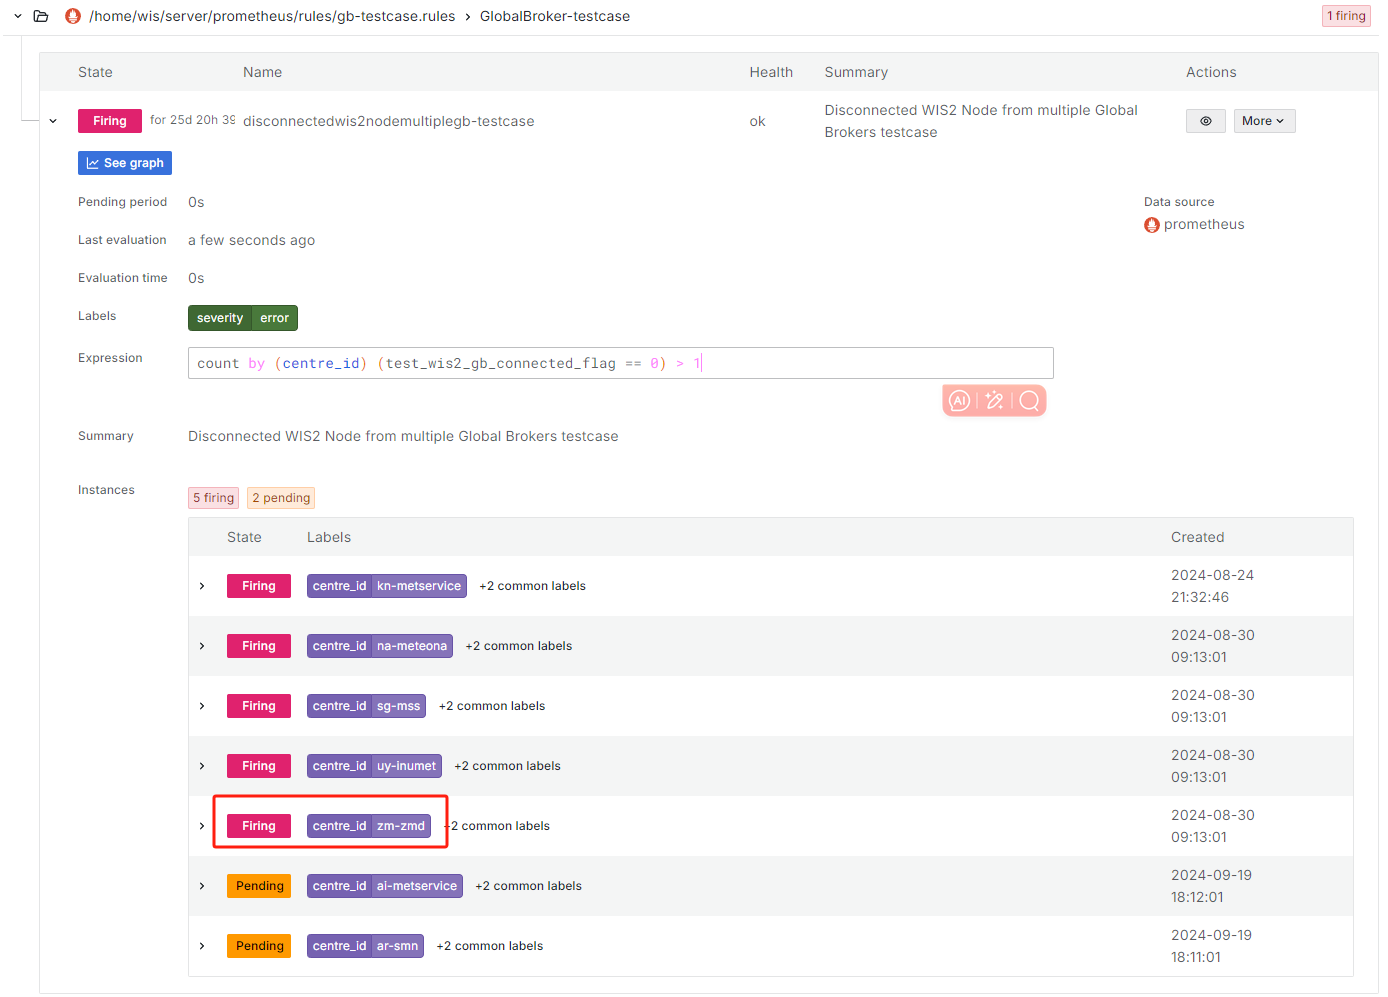 /home/wis/server/prometheus/rules/gb-testcase.rules > GlobalBroker-testcase 1 firing
State Name Health Summary Actions
Firing for 25d 20h 39 disconnectedwis2nodemultiplegb-testcase ok Disconnected WIS2 Node from multiple Global More
Brokers testcase
See graph
Pending period 0s Data source
prometheus
Last evaluation a few seconds ago
Evaluation time 0s
Labels severity error
Expression count by (centre_id) (test_wis2_gb_connected_flag == 0) > 1
AI
Summary Disconnected WIS2 Node from multiple Global Brokers testcase
Instances 5 firing 2 pending
State Labels Created
Firing centre_id kn-metservice +2 common labels 2024-08-24
21:32:46
Firing centre_id na-meteona +2 common labels 2024-08-30
09:13:01
Firing centre_id sg-mss +2 common labels 2024-08-30
09:13:01
Firing centre_id uy-inumet +2 common labels 2024-08-30
09:13:01
Firing centre_id zm-zmd +2 common labels 2024-08-30
09:13:01
Pending centre_id ai-metservice +2 common labels 2024-09-19
18:12:01
Pending centre_id ar-smn +2 common labels 2024-09-19
18:11:01